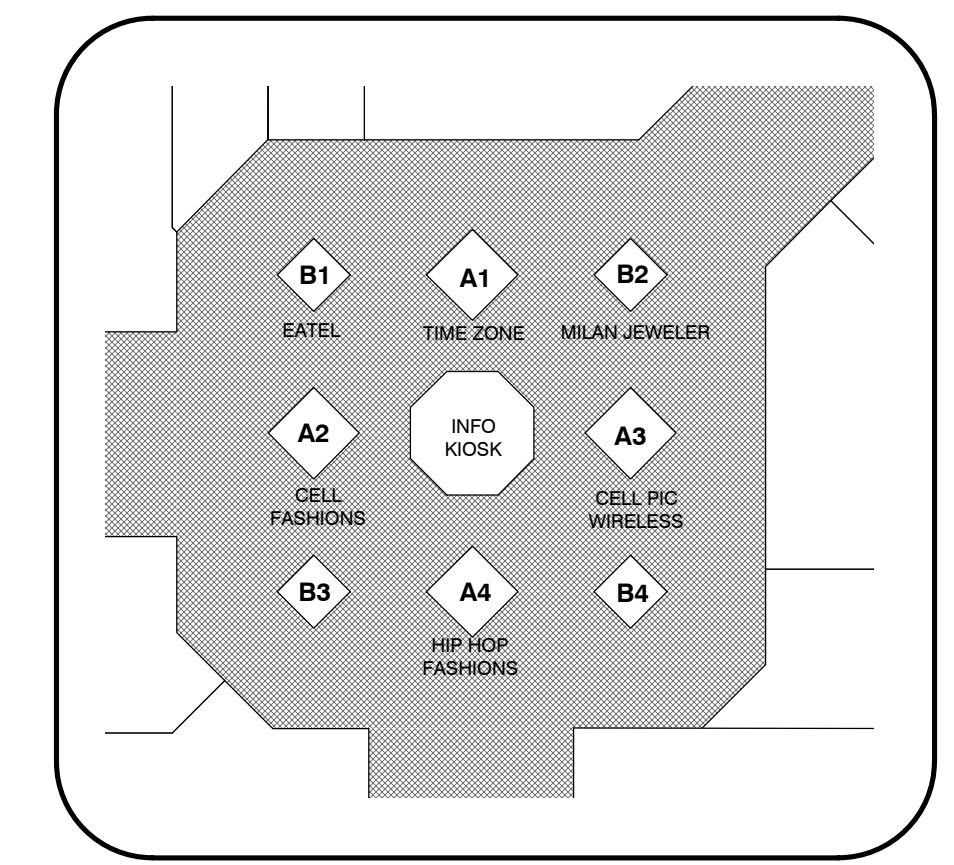 B1
A1
B2
EATEL
TIME ZONE
MILAN JEWELER
A2
INFO
KIOSK
A3
CELL
FASHIONS
CELL PIC
WIRELESS
B3
A4
B4
HIP HOP
FASHIONS